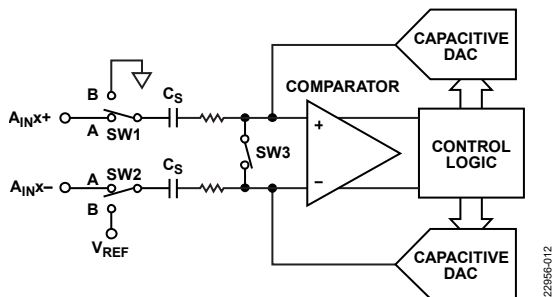 CAPACITIVE
DAC
COMPARATOR
B
CS
AINX+
A
SW1
+
SW3
CONTROL
LOGIC
AINX–
A
SW2
CS
–
B
VREF
CAPACITIVE
DAC
22956-012